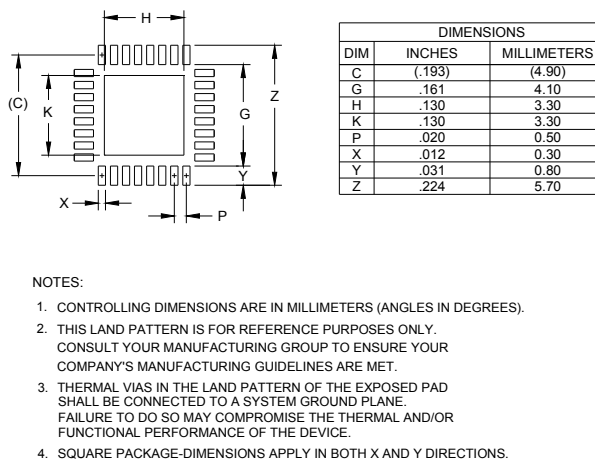 H
(C)
K
G
Z
Y
X
P
DIMENSIONS
DIM INCHES MILLIMETERS
C (.193) (4.90)
G .161 4.10
H .130 3.30
K .130 3.30
P .020 0.50
X .012 0.30
Y .031 0.80
Z .224 5.70
NOTES:
1. CONTROLLING DIMENSIONS ARE IN MILLIMETERS (ANGLES IN DEGREES).
2. THIS LAND PATTERN IS FOR REFERENCE PURPOSES ONLY.
CONSULT YOUR MANUFACTURING GROUP TO ENSURE YOUR
COMPANY'S MANUFACTURING GUIDELINES ARE MET.
3. THERMAL VIAS IN THE LAND PATTERN OF THE EXPOSED PAD
SHALL BE CONNECTED TO A SYSTEM GROUND PLANE.
FAILURE TO DO SO MAY COMPROMISE THE THERMAL AND/OR
FUNCTIONAL PERFORMANCE OF THE DEVICE.
4. SQUARE PACKAGE-DIMENSIONS APPLY IN BOTH X AND Y DIRECTIONS.